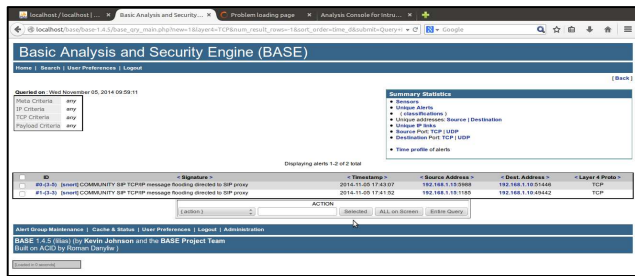 localhost / localhost | ...
Basic Analysis and Security...
Problem loading page
Analysis Console for Intru...
localhost/base/base-1.4.5/base_qry_main.php?new=1&layer4=TCP&num_result_rows=-1&sort_order=time_d&submit=Query+
Google
Basic Analysis and Security Engine (BASE)
Home | Search | User Preferences | Logout
[ Back ]
Queried on : Wed November 05, 2014 09:59:11
Meta Criteria any
IP Criteria any
TCP Criteria any
Payload Criteria any
Summary Statistics
Sensors
Unique Alerts
( classifications )
Unique addresses: Source | Destination
Unique IP links
Source Port: TCP | UDP
Destination Port: TCP | UDP
Time profile of alerts
Displaying alerts 1-2 of 2 total
ID < Signature > < Timestamp > < Source Address > < Dest. Address > < Layer 4 Proto >
#0-(3-5) [snort] COMMUNITY SIP TCP/IP message flooding directed to SIP proxy 2014-11-05 17:43:07 192.168.1.15:5988 192.168.1.10:51446 TCP
#1-(3-3) [snort] COMMUNITY SIP TCP/IP message flooding directed to SIP proxy 2014-11-05 17:41:52 192.168.1.15:1185 192.168.1.10:49442 TCP
ACTION
[ action ] Selected ALL on Screen Entire Query
Alert Group Maintenance | Cache & Status | User Preferences | Logout | Administration
BASE 1.4.5 (lilias) (by Kevin Johnson and the BASE Project Team
Built on ACID by Roman Danyliw )